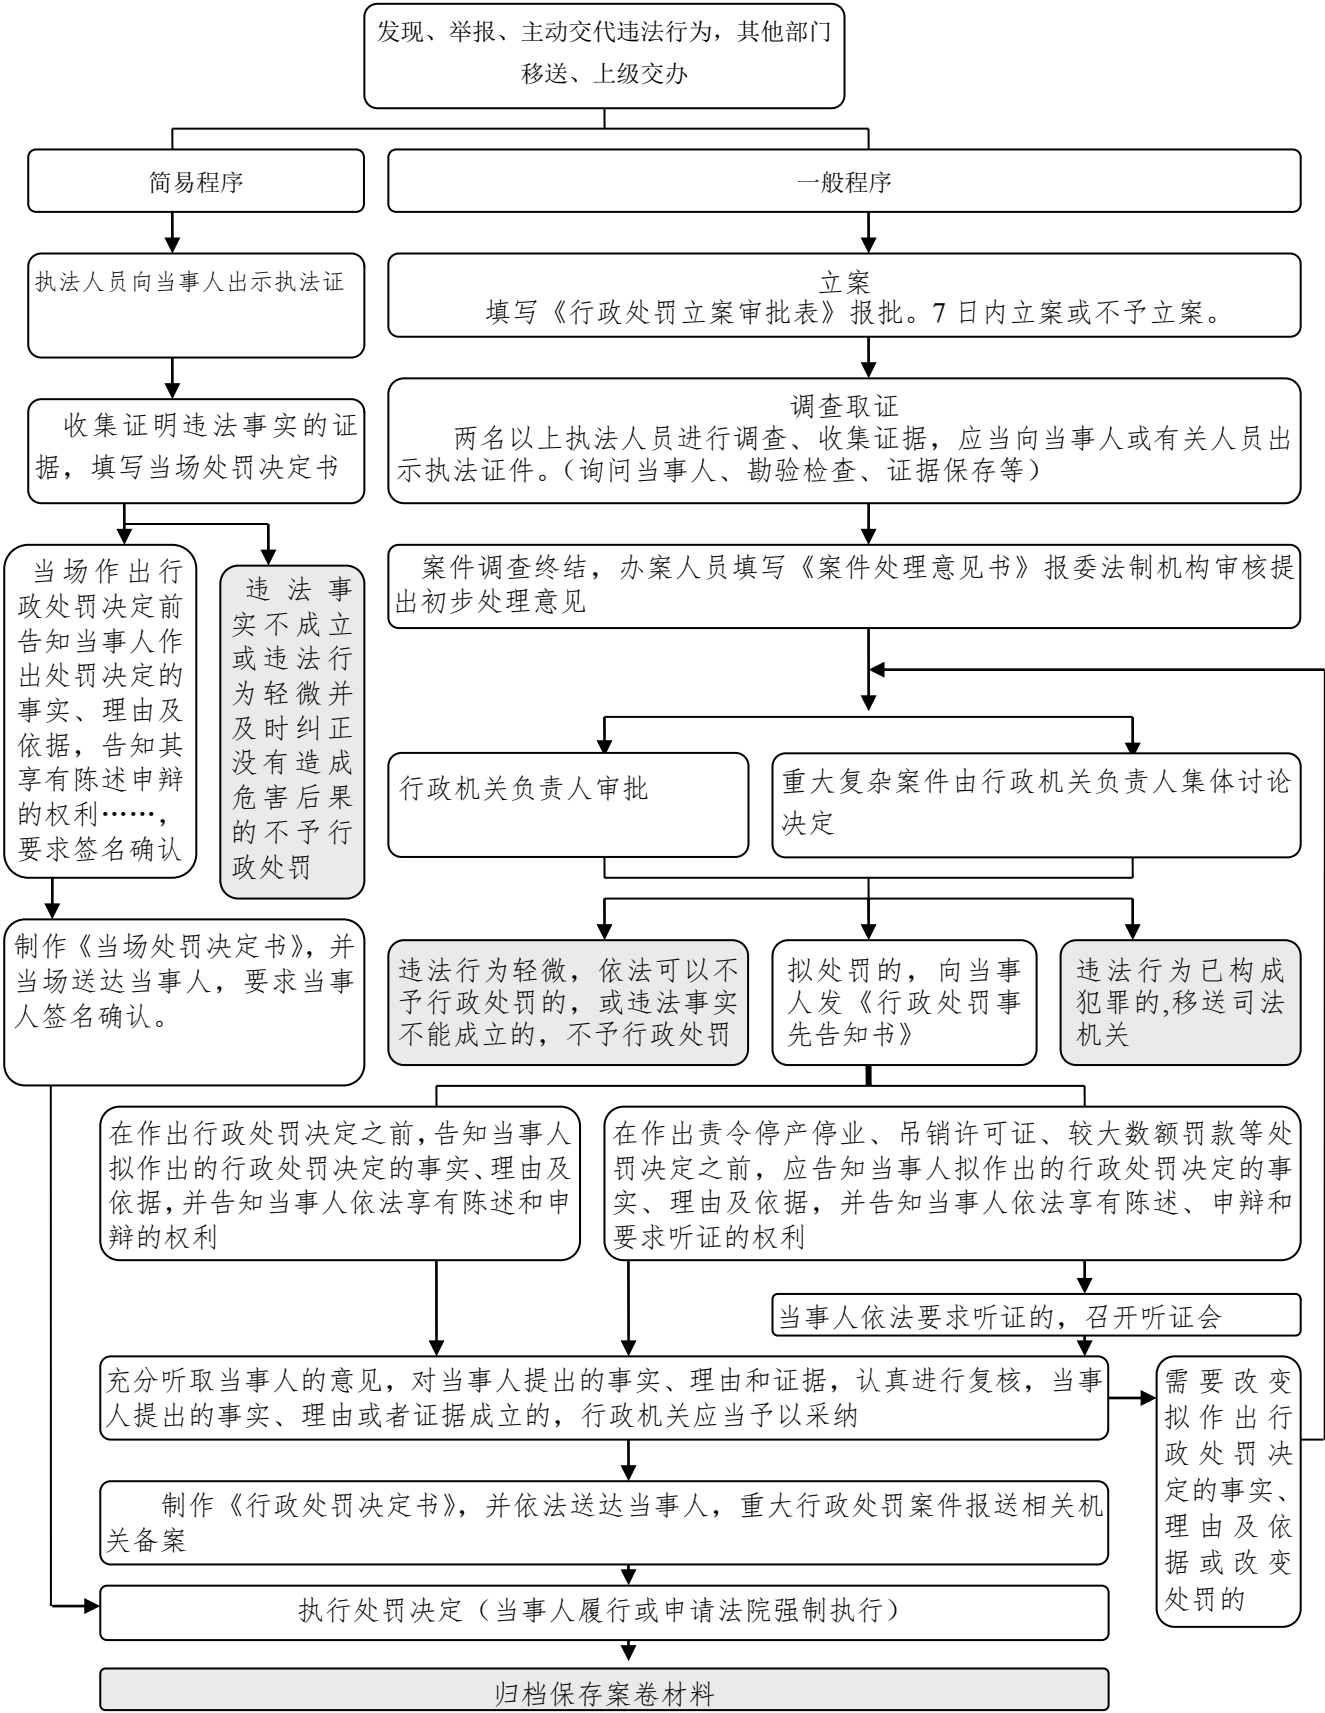 发现、举报、主动交代违法行为，其他部门
移送、上级交办
简易程序
一般程序
执法人员向当事人出示执法证
立案
填写《行政处罚立案审批表》报批。7 日内立案或不予立案。
收集证明违法事实的证
据，填写当场处罚决定书
调查取证
两名以上执法人员进行调查、收集证据，应当向当事人或有关人员出
示执法证件。（询问当事人、勘验检查、证据保存等）
当场作出行
政处罚决定前
告知当事人作
出处罚决定的
事实、理由及
依据，告知其
享有陈述申辩
的权利……，
要求签名确认
违法事
实不成立
或违法行
为轻微并
及时纠正
没有造成
危害后果
的不予行
政处罚
案件调查终结，办案人员填写《案件处理意见书》报委法制机构审核提
出初步处理意见
行政机关负责人审批
重大复杂案件由行政机关负责人集体讨论
决定
制作《当场处罚决定书》，并
当场送达当事人，要求当事
人签名确认。
违法行为轻微，依法可以不
予行政处罚的，或违法事实
不能成立的，不予行政处罚
拟处罚的，向当事
人发《行政处罚事
先告知书》
违法行为已构成
犯罪的,移送司法
机关
在作出行政处罚决定之前，告知当事人
拟作出的行政处罚决定的事实、理由及
依据，并告知当事人依法享有陈述和申
辩的权利
在作出责令停产停业、吊销许可证、较大数额罚款等处
罚决定之前，应告知当事人拟作出的行政处罚决定的事
实、理由及依据，并告知当事人依法享有陈述、申辩和
要求听证的权利
当事人依法要求听证的，召开听证会
充分听取当事人的意见，对当事人提出的事实、理由和证据，认真进行复核，当事
人提出的事实、理由或者证据成立的，行政机关应当予以采纳
需要改变
拟作出行
政处罚决
定的事实、
理由及依
据或改变
处罚的
制作《行政处罚决定书》，并依法送达当事人，重大行政处罚案件报送相关机
关备案
执行处罚决定（当事人履行或申请法院强制执行）
归档保存案卷材料